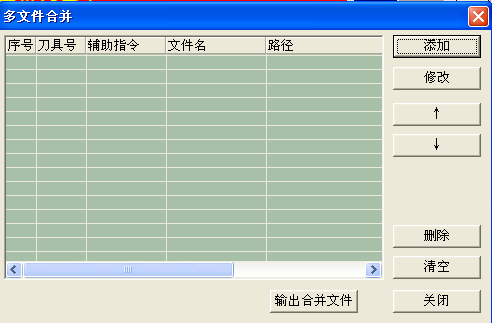 多文件合并
序号 刀具号 辅助指令 文件名 路径
添加
修改
↑
↓
删除
清空
输出合并文件 关闭